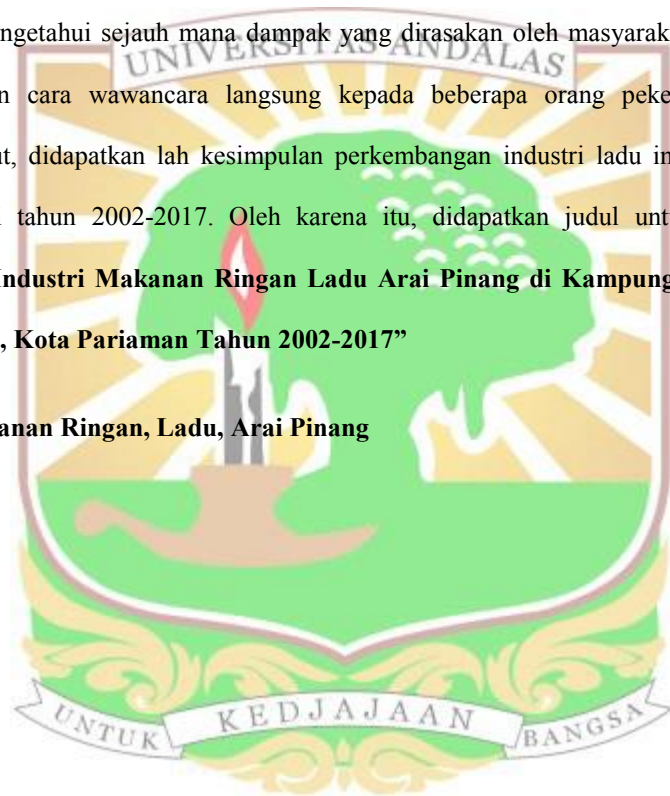 ngetahui sejauh mana dampak yang dirasakan oleh masyarak
UNIVERSITAS ANDALAS
n cara wawancara langsung kepada beberapa orang peke
ut, didapatkan lah kesimpulan perkembangan industri ladu in
tahun 2002-2017. Oleh karena itu, didapatkan judul unt
Industri Makanan Ringan Ladu Arai Pinang di Kampung
, Kota Pariaman Tahun 2002-2017”
anan Ringan, Ladu, Arai Pinang
UNTUK KEDJAJAAN BANGSA